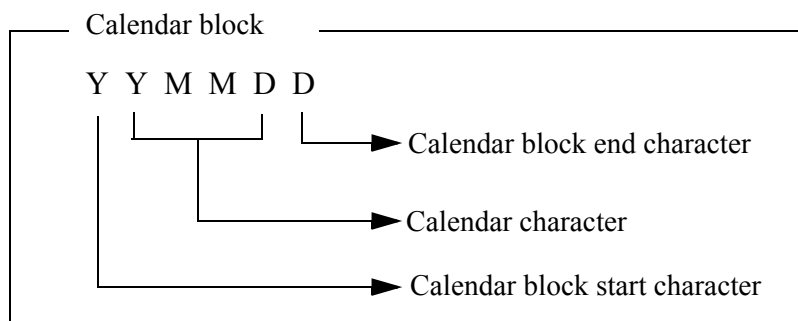 Calendar block
Y Y M M D D
Calendar block end character
Calendar character
Calendar block start character